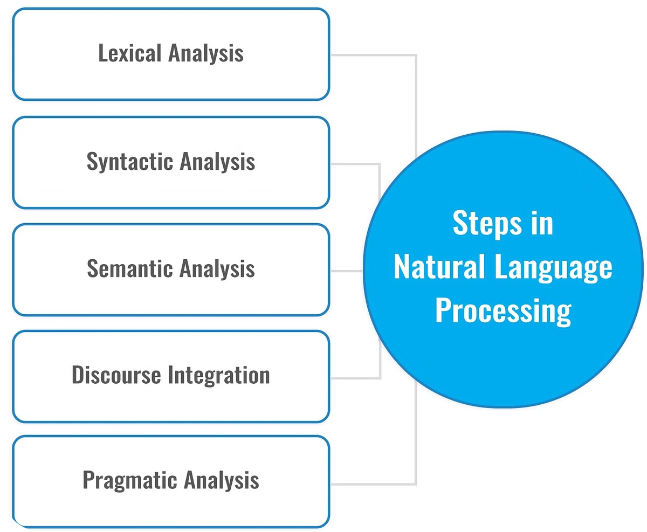 Lexical Analysis
Syntactic Analysis
Semantic Analysis
Discourse Integration
Pragmatic Analysis
Steps in
Natural Language
Processing